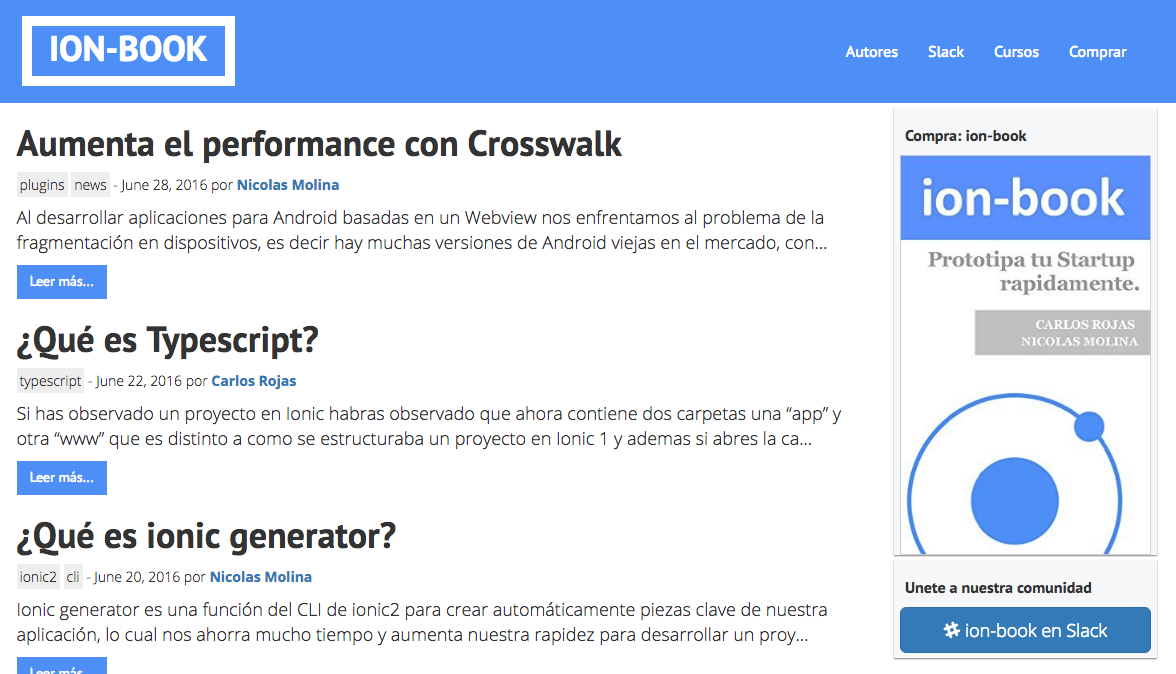 ION-BOOK
Autores Slack Cursos Comprar
Aumenta el performance con Crosswalk
plugins news - June 28, 2016 por Nicolas Molina
Al desarrollar aplicaciones para Android basadas en un Webview nos enfrentamos al problema de la
fragmentación en dispositivos, es decir hay muchas versiones de Android viejas en el mercado, con...
Leer más...
¿Qué es Typescript?
typescript - June 22, 2016 por Carlos Rojas
Si has observado un proyecto en Ionic habras observado que ahora contiene dos carpetas una “app” y
otra “www” que es distinto a como se estructuraba un proyecto en Ionic 1 y ademas si abres la ca...
Leer más...
¿Qué es ionic generator?
ionic2 cli - June 20, 2016 por Nicolas Molina
Ionic generator es una función del CLI de ionic2 para crear automáticamente piezas clave de nuestra
aplicación, lo cual nos ahorra mucho tiempo y aumenta nuestra rapidez para desarrollar un proy...
Leer más...
Compra: ion-book
ion-book
Prototipa tu Startup
rapidamente.
CARLOS ROJAS
NICOLAS MOLINA
Unete a nuestra comunidad
ion-book en Slack